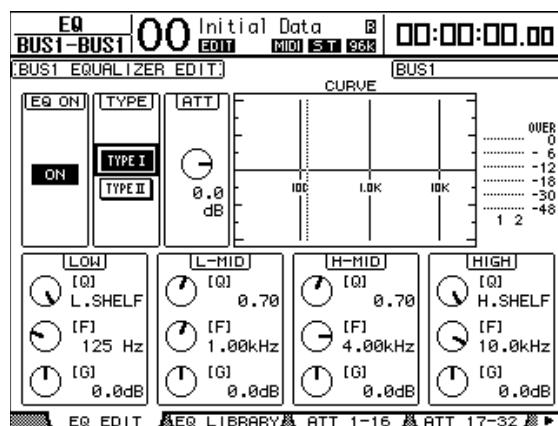 EQ
BUS1-BUS1
00
Initial Data
EDIT
MIDI ST 96K
00:00:00.00
BUS1 EQUALIZER EDIT
BUS1
CURVE
EQ ON
TYPE
ATT
ON
TYPE I
TYPE II
0.0
dB
100
1.0K
10K
OVER
0
- 6
-12
-18
-30
-48
1 2
LOW
[Q]
L.SHELF
[F]
125 Hz
[G]
0.0dB
L-MID
[Q]
0.70
[F]
1.00kHz
[G]
0.0dB
H-MID
[Q]
0.70
[F]
4.00kHz
[G]
0.0dB
HIGH
[Q]
H.SHELF
[F]
10.0kHz
[G]
0.0dB
EQ EDIT
EQ LIBRARY
ATT 1-16
ATT 17-32